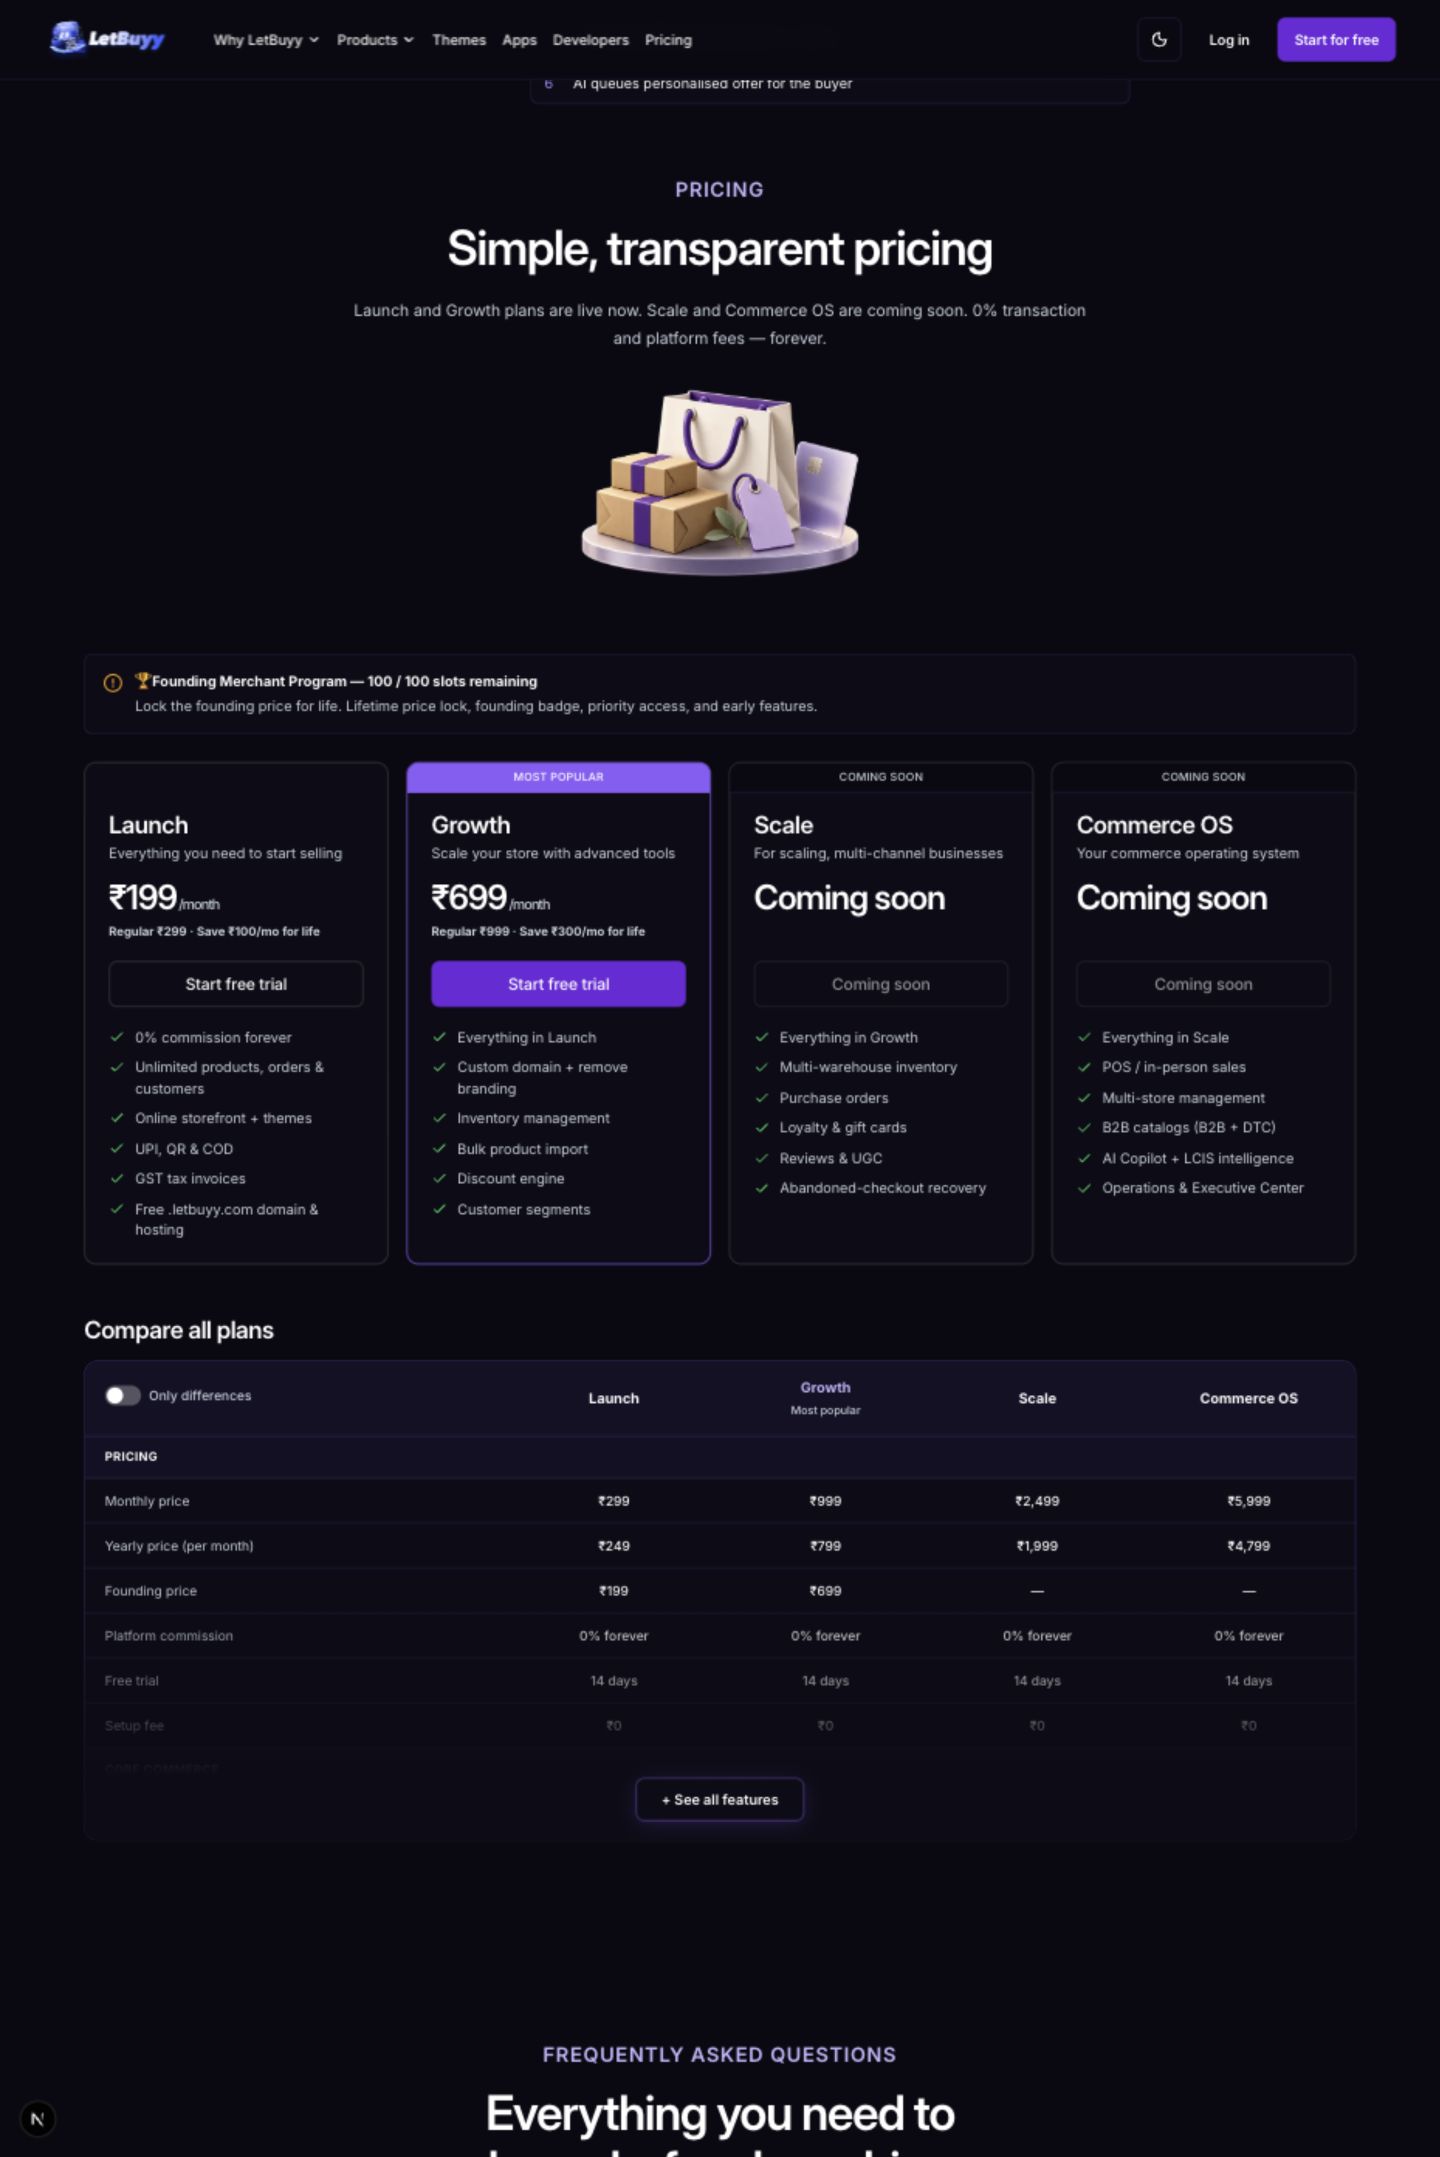 LetBuyy
Why LetBuyy
Products
Themes
Apps
Developers
Pricing
Log in
Start for free
6 AI queues personalised offer for the buyer
PRICING
Simple, transparent pricing
Launch and Growth plans are live now. Scale and Commerce OS are coming soon. 0% transaction
and platform fees — forever.
🏆Founding Merchant Program — 100 / 100 slots remaining
Lock the founding price for life. Lifetime price lock, founding badge, priority access, and early features.
Launch
Everything you need to start selling
₹199/month
Regular ₹299 · Save ₹100/mo for life
Start free trial
0% commission forever
Unlimited products, orders &
customers
Online storefront + themes
UPI, QR & COD
GST tax invoices
Free .letbuyy.com domain &
hosting
MOST POPULAR
Growth
Scale your store with advanced tools
₹699/month
Regular ₹999 · Save ₹300/mo for life
Start free trial
Everything in Launch
Custom domain + remove
branding
Inventory management
Bulk product import
Discount engine
Customer segments
COMING SOON
Scale
For scaling, multi-channel businesses
Coming soon
Coming soon
Everything in Growth
Multi-warehouse inventory
Purchase orders
Loyalty & gift cards
Reviews & UGC
Abandoned-checkout recovery
COMING SOON
Commerce OS
Your commerce operating system
Coming soon
Coming soon
Everything in Scale
POS / in-person sales
Multi-store management
B2B catalogs (B2B + DTC)
AI Copilot + LCIS intelligence
Operations & Executive Center
Compare all plans
Only differences
Launch
Growth
Most popular
Scale
Commerce OS
PRICING
Monthly price ₹299 ₹999 ₹2,499 ₹5,999
Yearly price (per month) ₹249 ₹799 ₹1,999 ₹4,799
Founding price ₹199 ₹699 — —
Platform commission 0% forever 0% forever 0% forever 0% forever
Free trial 14 days 14 days 14 days 14 days
Setup fee ₹0 ₹0 ₹0 ₹0
CORE COMMERCE
+ See all features
FREQUENTLY ASKED QUESTIONS
Everything you need to
N